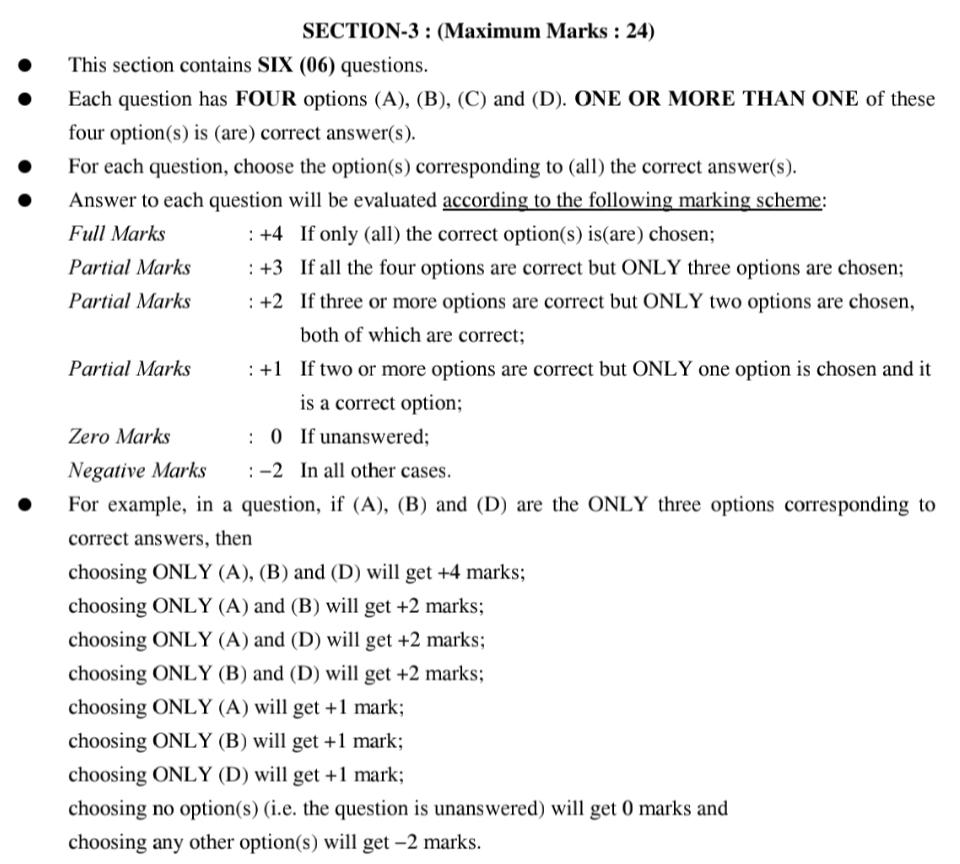 SECTION-3 : (Maximum Marks : 24)
● This section contains SIX (06) questions.
● Each question has FOUR options (A), (B), (C) and (D). ONE OR MORE THAN ONE of these
four option(s) is (are) correct answer(s).
● For each question, choose the option(s) corresponding to (all) the correct answer(s).
● Answer to each question will be evaluated according to the following marking scheme:
Full Marks : +4 If only (all) the correct option(s) is(are) chosen;
Partial Marks : +3 If all the four options are correct but ONLY three options are chosen;
Partial Marks : +2 If three or more options are correct but ONLY two options are chosen,
both of which are correct;
Partial Marks : +1 If two or more options are correct but ONLY one option is chosen and it
is a correct option;
Zero Marks : 0 If unanswered;
Negative Marks : −2 In all other cases.
● For example, in a question, if (A), (B) and (D) are the ONLY three options corresponding to
correct answers, then
choosing ONLY (A), (B) and (D) will get +4 marks;
choosing ONLY (A) and (B) will get +2 marks;
choosing ONLY (A) and (D) will get +2 marks;
choosing ONLY (B) and (D) will get +2 marks;
choosing ONLY (A) will get +1 mark;
choosing ONLY (B) will get +1 mark;
choosing ONLY (D) will get +1 mark;
choosing no option(s) (i.e. the question is unanswered) will get 0 marks and
choosing any other option(s) will get −2 marks.